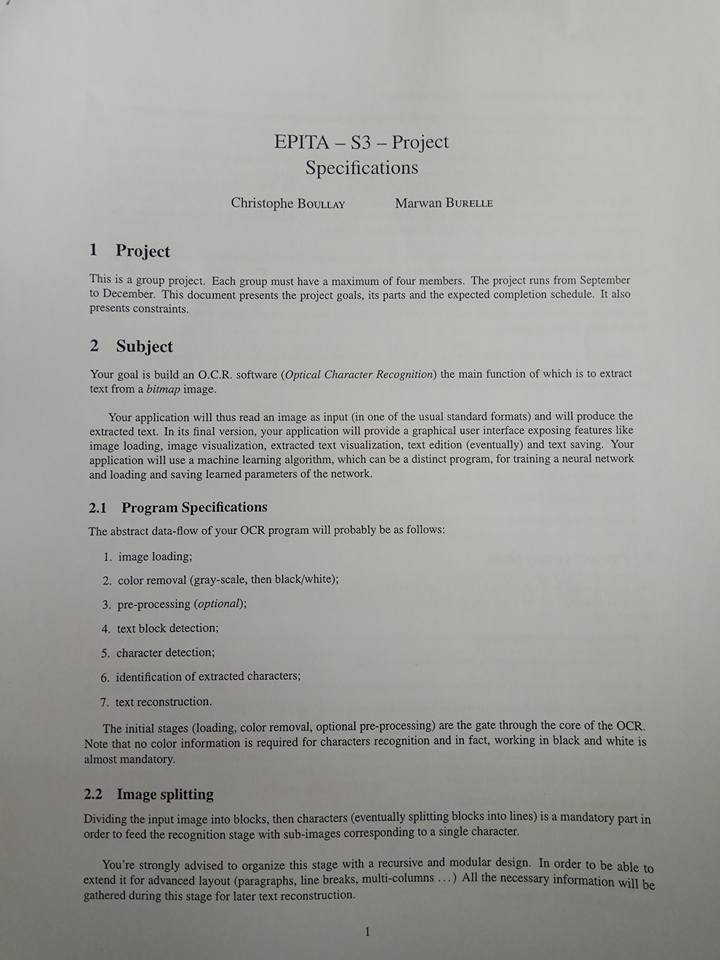 EPITA – S3 – Project
Specifications
Christophe BOULLAY Marwan BURELLE
1 Project
This is a group project. Each group must have a maximum of four members. The project runs from September
to December. This document presents the project goals, its parts and the expected completion schedule. It also
presents constraints.
2 Subject
Your goal is build an O.C.R. software (Optical Character Recognition) the main function of which is to extract
text from a bitmap image.
Your application will thus read an image as input (in one of the usual standard formats) and will produce the
extracted text. In its final version, your application will provide a graphical user interface exposing features like
image loading, image visualization, extracted text visualization, text edition (eventually) and text saving. Your
application will use a machine learning algorithm, which can be a distinct program, for training a neural network
and loading and saving learned parameters of the network.
2.1 Program Specifications
The abstract data-flow of your OCR program will probably be as follows:
1. image loading;
2. color removal (gray-scale, then black/white);
3. pre-processing (optional);
4. text block detection;
5. character detection;
6. identification of extracted characters;
7. text reconstruction.
The initial stages (loading, color removal, optional pre-processing) are the gate through the core of the OCR.
Note that no color information is required for characters recognition and in fact, working in black and white is
almost mandatory.
2.2 Image splitting
Dividing the input image into blocks, then characters (eventually splitting blocks into lines) is a mandatory part in
order to feed the recognition stage with sub-images corresponding to a single character.
You're strongly advised to organize this stage with a recursive and modular design. In order to be able to
extend it for advanced layout (paragraphs, line breaks, multi-columns ...) All the necessary information will be
gathered during this stage for later text reconstruction.
1